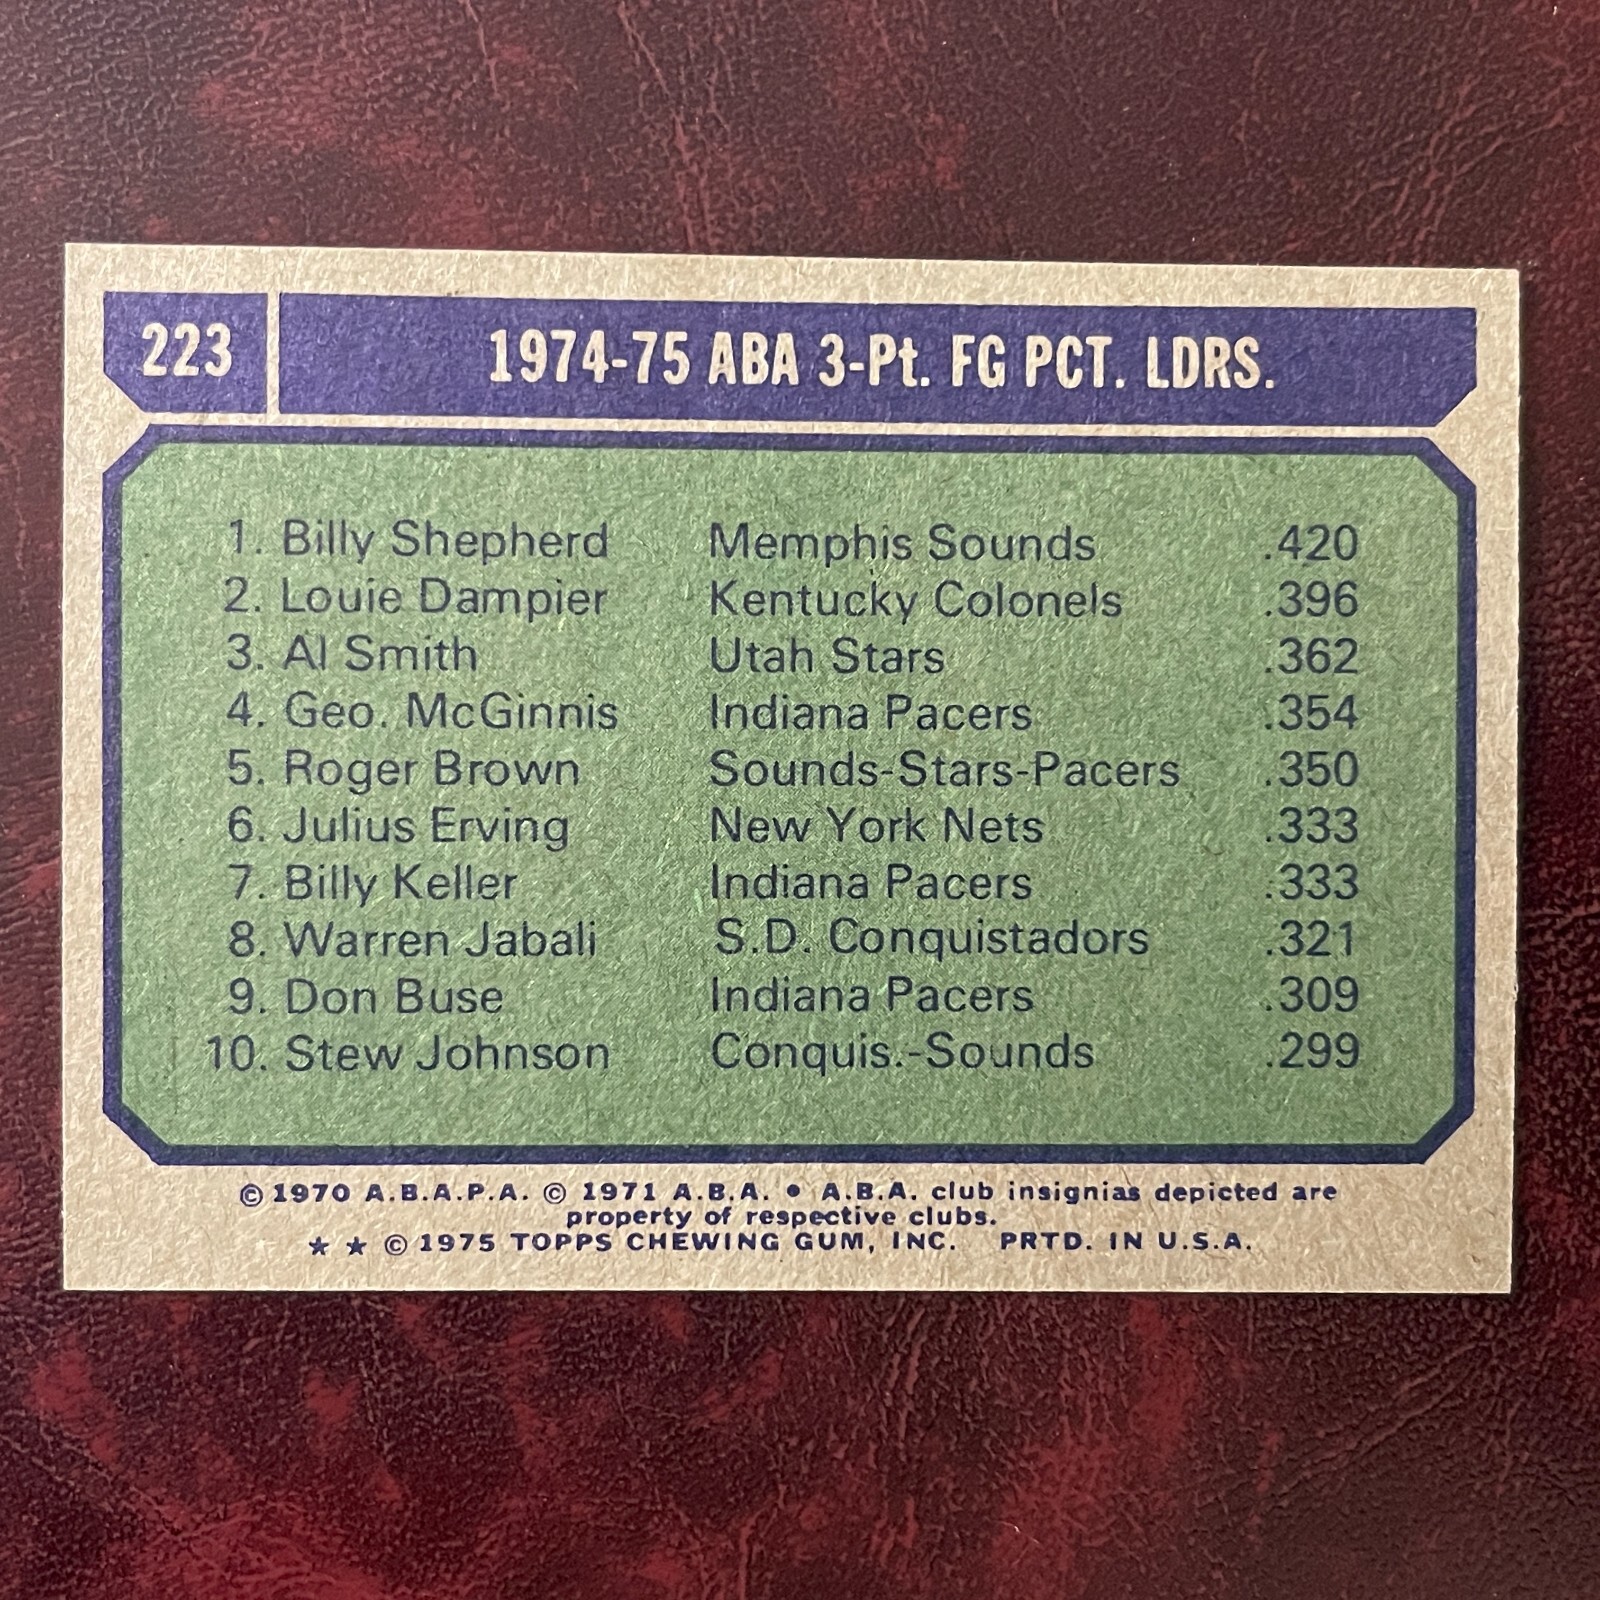 223 1974-75 ABA 3-Pt. FG PCT. LDRS.
1. Billy Shepherd Memphis Sounds .420
2. Louie Dampier Kentucky Colonels .396
3. Al Smith Utah Stars .362
4. Geo. McGinnis Indiana Pacers .354
5. Roger Brown Sounds-Stars-Pacers .350
6. Julius Erving New York Nets .333
7. Billy Keller Indiana Pacers .333
8. Warren Jabali S.D. Conquistadors .321
9. Don Buse Indiana Pacers .309
10. Stew Johnson Conquis.-Sounds .299
© 1970 A.B.A.P.A. © 1971 A.B.A. • A.B.A. club insignias depicted are
property of respective clubs.
★ ★ © 1975 TOPPS CHEWING GUM, INC. PRTD. IN U.S.A.